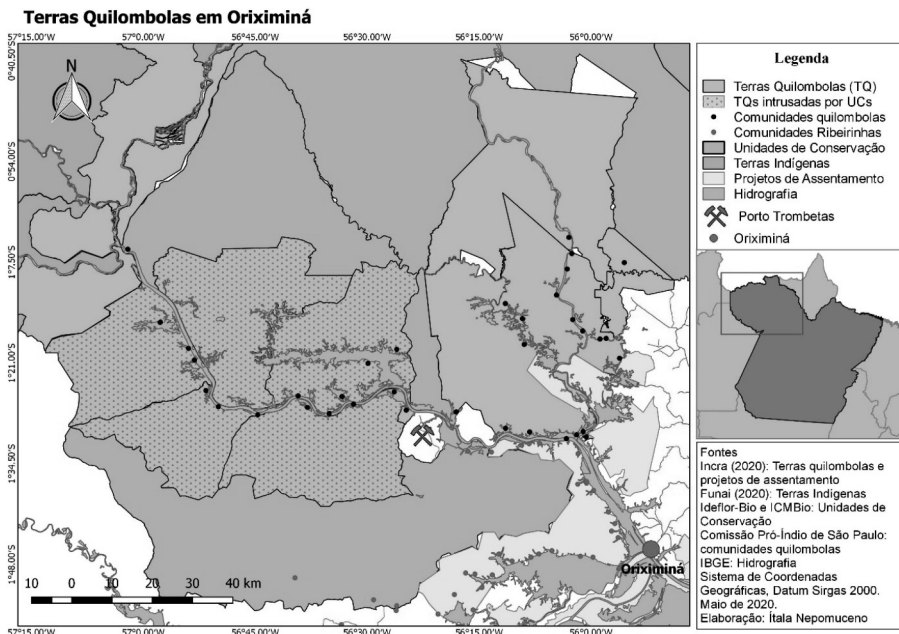 Terras Quilombolas em Oriximiná
57°15.00'W 57°0.00'W 56°45.00'W 56°30.00'W 56°15.00'W 56°0.00'W
0°40.50'S
0°54.00'S
1°7.50'S
1°21.00'S
1°34.50'S
1°48.00'S
N
Oriximiná
10 0 10 20 30 40 km
57°15.00'W 57°0.00'W 56°45.00'W 56°30.00'W 56°15.00'W 56°0.00'W
Legenda
Terras Quilombolas (TQ)
TQs intrusadas por UCs
Comunidades quilombolas
Comunidades Ribeirinhas
Unidades de Conservação
Terras Indígenas
Projetos de Assentamento
Hidrografia
Porto Trombetas
Oriximiná
Fontes
Incra (2020): Terras quilombolas e
projetos de assentamento
Funai (2020): Terras Indigenas
Ideflor-Bio e ICMBio: Unidades de
Conservação
Comissão Pró-Índio de São Paulo:
comunidades quilombolas
IBGE: Hidrografia
Sistema de Coordenadas
Geográficas, Datum Sirgas 2000.
Maio de 2020.
Elaboração: Ítala Nepomuceno